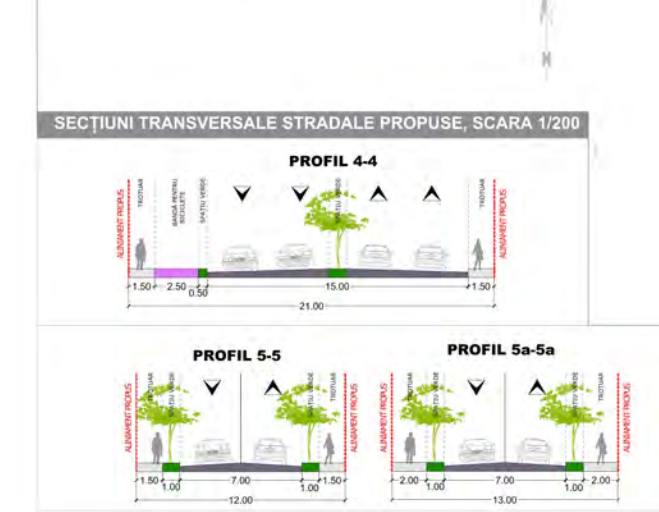 N
SECȚIUNI TRANSVERSALE STRADALE PROPUSE, SCARA 1/200
PROFIL 4-4
ALINIAMENT PROPUS
TROTUAR
BANDĂ PENTRU
BICICLETE
SPAȚIU VERDE
SPAȚIU VERDE
TROTUAR
ALINIAMENT PROPUS
1.50
2.50
0.50
15.00
1.50
21.00
PROFIL 5-5
ALINIAMENT PROPUS
TROTUAR
SPAȚIU VERDE
SPAȚIU VERDE
TROTUAR
ALINIAMENT PROPUS
1.50
1.00
7.00
1.00
1.50
12.00
PROFIL 5a-5a
ALINIAMENT PROPUS
TROTUAR
SPAȚIU VERDE
SPAȚIU VERDE
TROTUAR
ALINIAMENT PROPUS
2.00
1.00
7.00
1.00
2.00
13.00